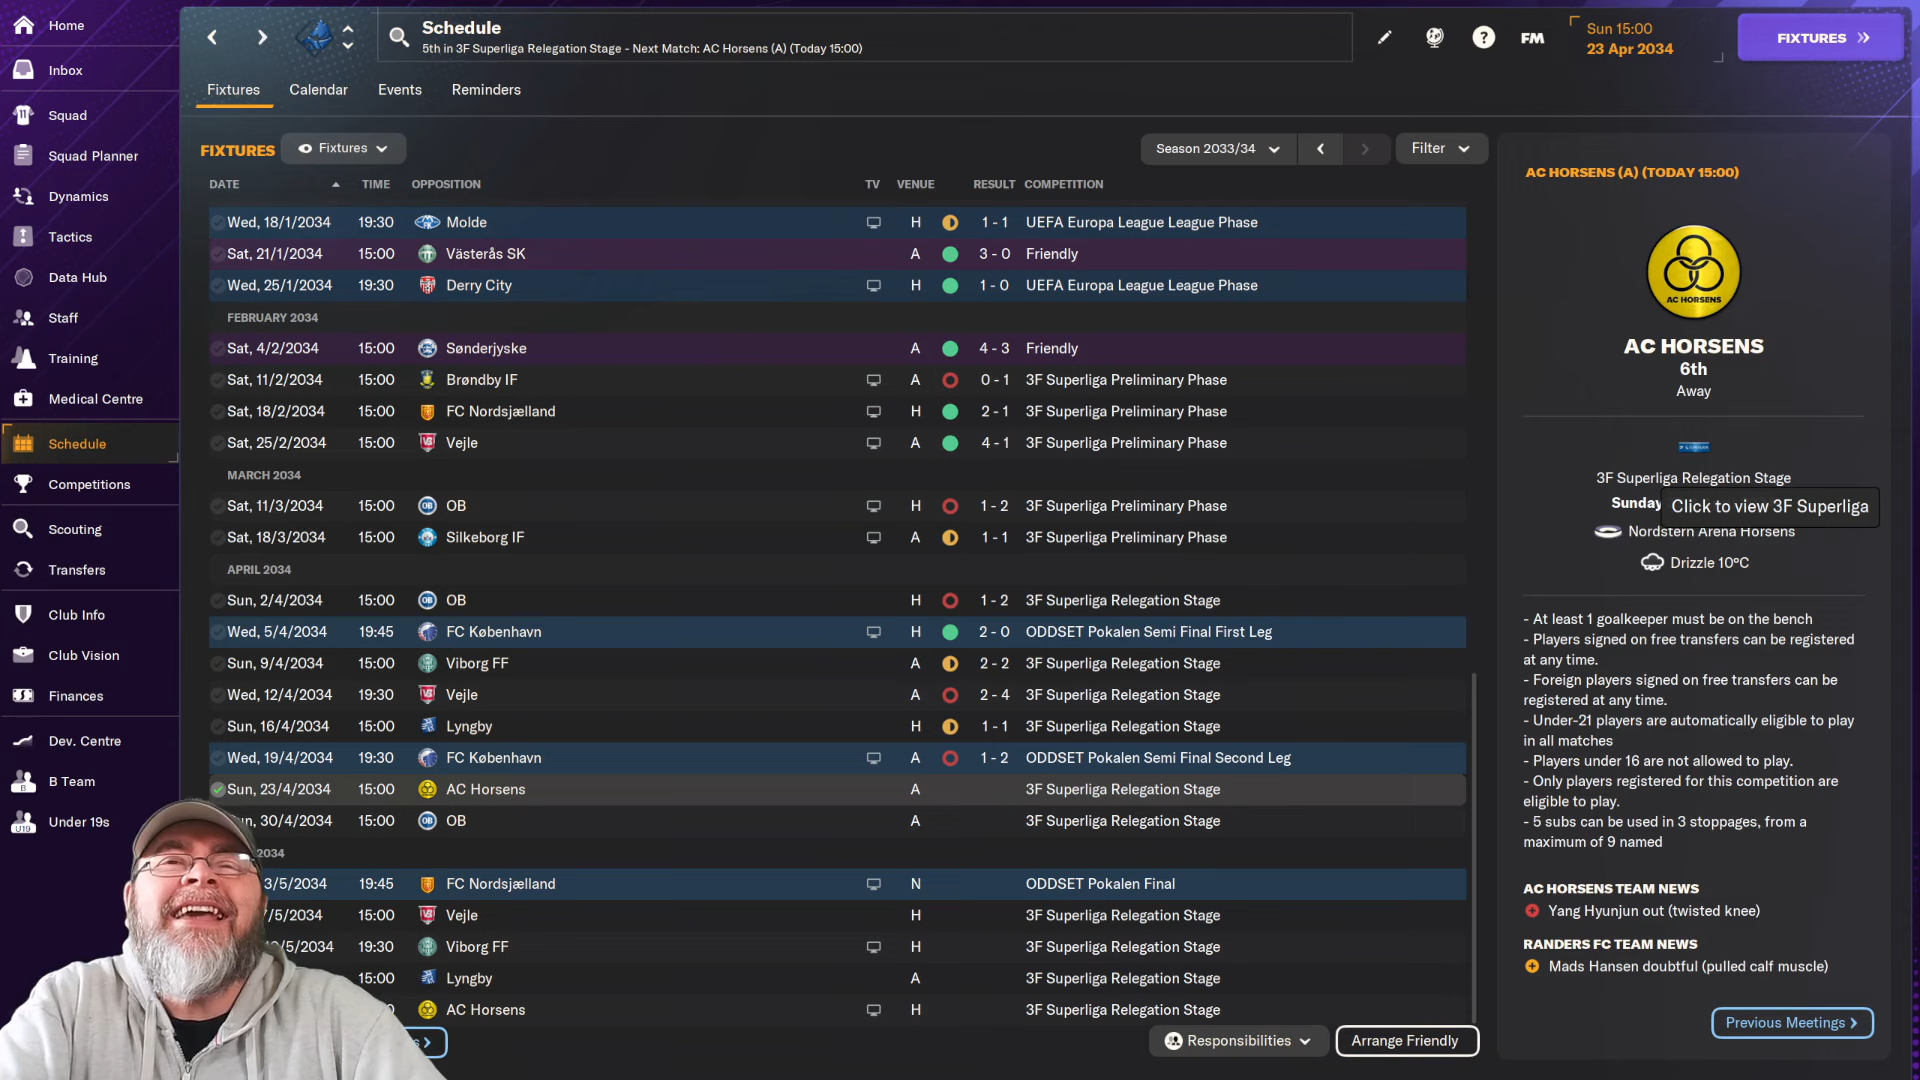 Home
Inbox
Squad
Squad Planner
Dynamics
Tactics
Data Hub
Staff
Training
Medical Centre
Schedule
Competitions
Scouting
Transfers
Club Info
Club Vision
Finances
Dev. Centre
B Team
Under 19s
Schedule
5th in 3F Superliga Relegation Stage - Next Match: AC Horsens (A) (Today 15:00)
FM
Sun 15:00
23 Apr 2034
FIXTURES
Fixtures Calendar Events Reminders
FIXTURES Fixtures Season 2033/34 Filter
DATE TIME OPPOSITION TV VENUE RESULT COMPETITION
Wed, 18/1/2034 19:30 Molde H 1 - 1 UEFA Europa League League Phase
Sat, 21/1/2034 15:00 Västerås SK A 3 - 0 Friendly
Wed, 25/1/2034 19:30 Derry City H 1 - 0 UEFA Europa League League Phase
FEBRUARY 2034
Sat, 4/2/2034 15:00 Sønderjyske A 4 - 3 Friendly
Sat, 11/2/2034 15:00 Brøndby IF A 0 - 1 3F Superliga Preliminary Phase
Sat, 18/2/2034 15:00 FC Nordsjælland H 2 - 1 3F Superliga Preliminary Phase
Sat, 25/2/2034 15:00 Vejle A 4 - 1 3F Superliga Preliminary Phase
MARCH 2034
Sat, 11/3/2034 15:00 OB H 1 - 2 3F Superliga Preliminary Phase
Sat, 18/3/2034 15:00 Silkeborg IF A 1 - 1 3F Superliga Preliminary Phase
APRIL 2034
Sun, 2/4/2034 15:00 OB H 1 - 2 3F Superliga Relegation Stage
Wed, 5/4/2034 19:45 FC København H 2 - 0 ODDSET Pokalen Semi Final First Leg
Sun, 9/4/2034 15:00 Viborg FF A 2 - 2 3F Superliga Relegation Stage
Wed, 12/4/2034 19:30 Vejle A 2 - 4 3F Superliga Relegation Stage
Sun, 16/4/2034 15:00 Lyngby H 1 - 1 3F Superliga Relegation Stage
Wed, 19/4/2034 19:30 FC København A 1 - 2 ODDSET Pokalen Semi Final Second Leg
Sun, 23/4/2034 15:00 AC Horsens A 3F Superliga Relegation Stage
un, 30/4/2034 15:00 OB A 3F Superliga Relegation Stage
2034
3/5/2034 19:45 FC Nordsjælland N ODDSET Pokalen Final
/5/2034 15:00 Vejle H 3F Superliga Relegation Stage
/5/2034 19:30 Viborg FF H 3F Superliga Relegation Stage
15:00 Lyngby A 3F Superliga Relegation Stage
AC Horsens H 3F Superliga Relegation Stage
Responsibilities Arrange Friendly
AC HORSENS (A) (TODAY 15:00)
AC HORSENS
AC HORSENS
6th
Away
3F Superliga Relegation Stage
Sunday
Click to view 3F Superliga
Nordstern Arena Horsens
Drizzle 10°C
- At least 1 goalkeeper must be on the bench
- Players signed on free transfers can be registered
at any time.
- Foreign players signed on free transfers can be
registered at any time.
- Under-21 players are automatically eligible to play
in all matches
- Players under 16 are not allowed to play.
- Only players registered for this competition are
eligible to play.
- 5 subs can be used in 3 stoppages, from a
maximum of 9 named
AC HORSENS TEAM NEWS
Yang Hyunjun out (twisted knee)
RANDERS FC TEAM NEWS
Mads Hansen doubtful (pulled calf muscle)
Previous Meetings